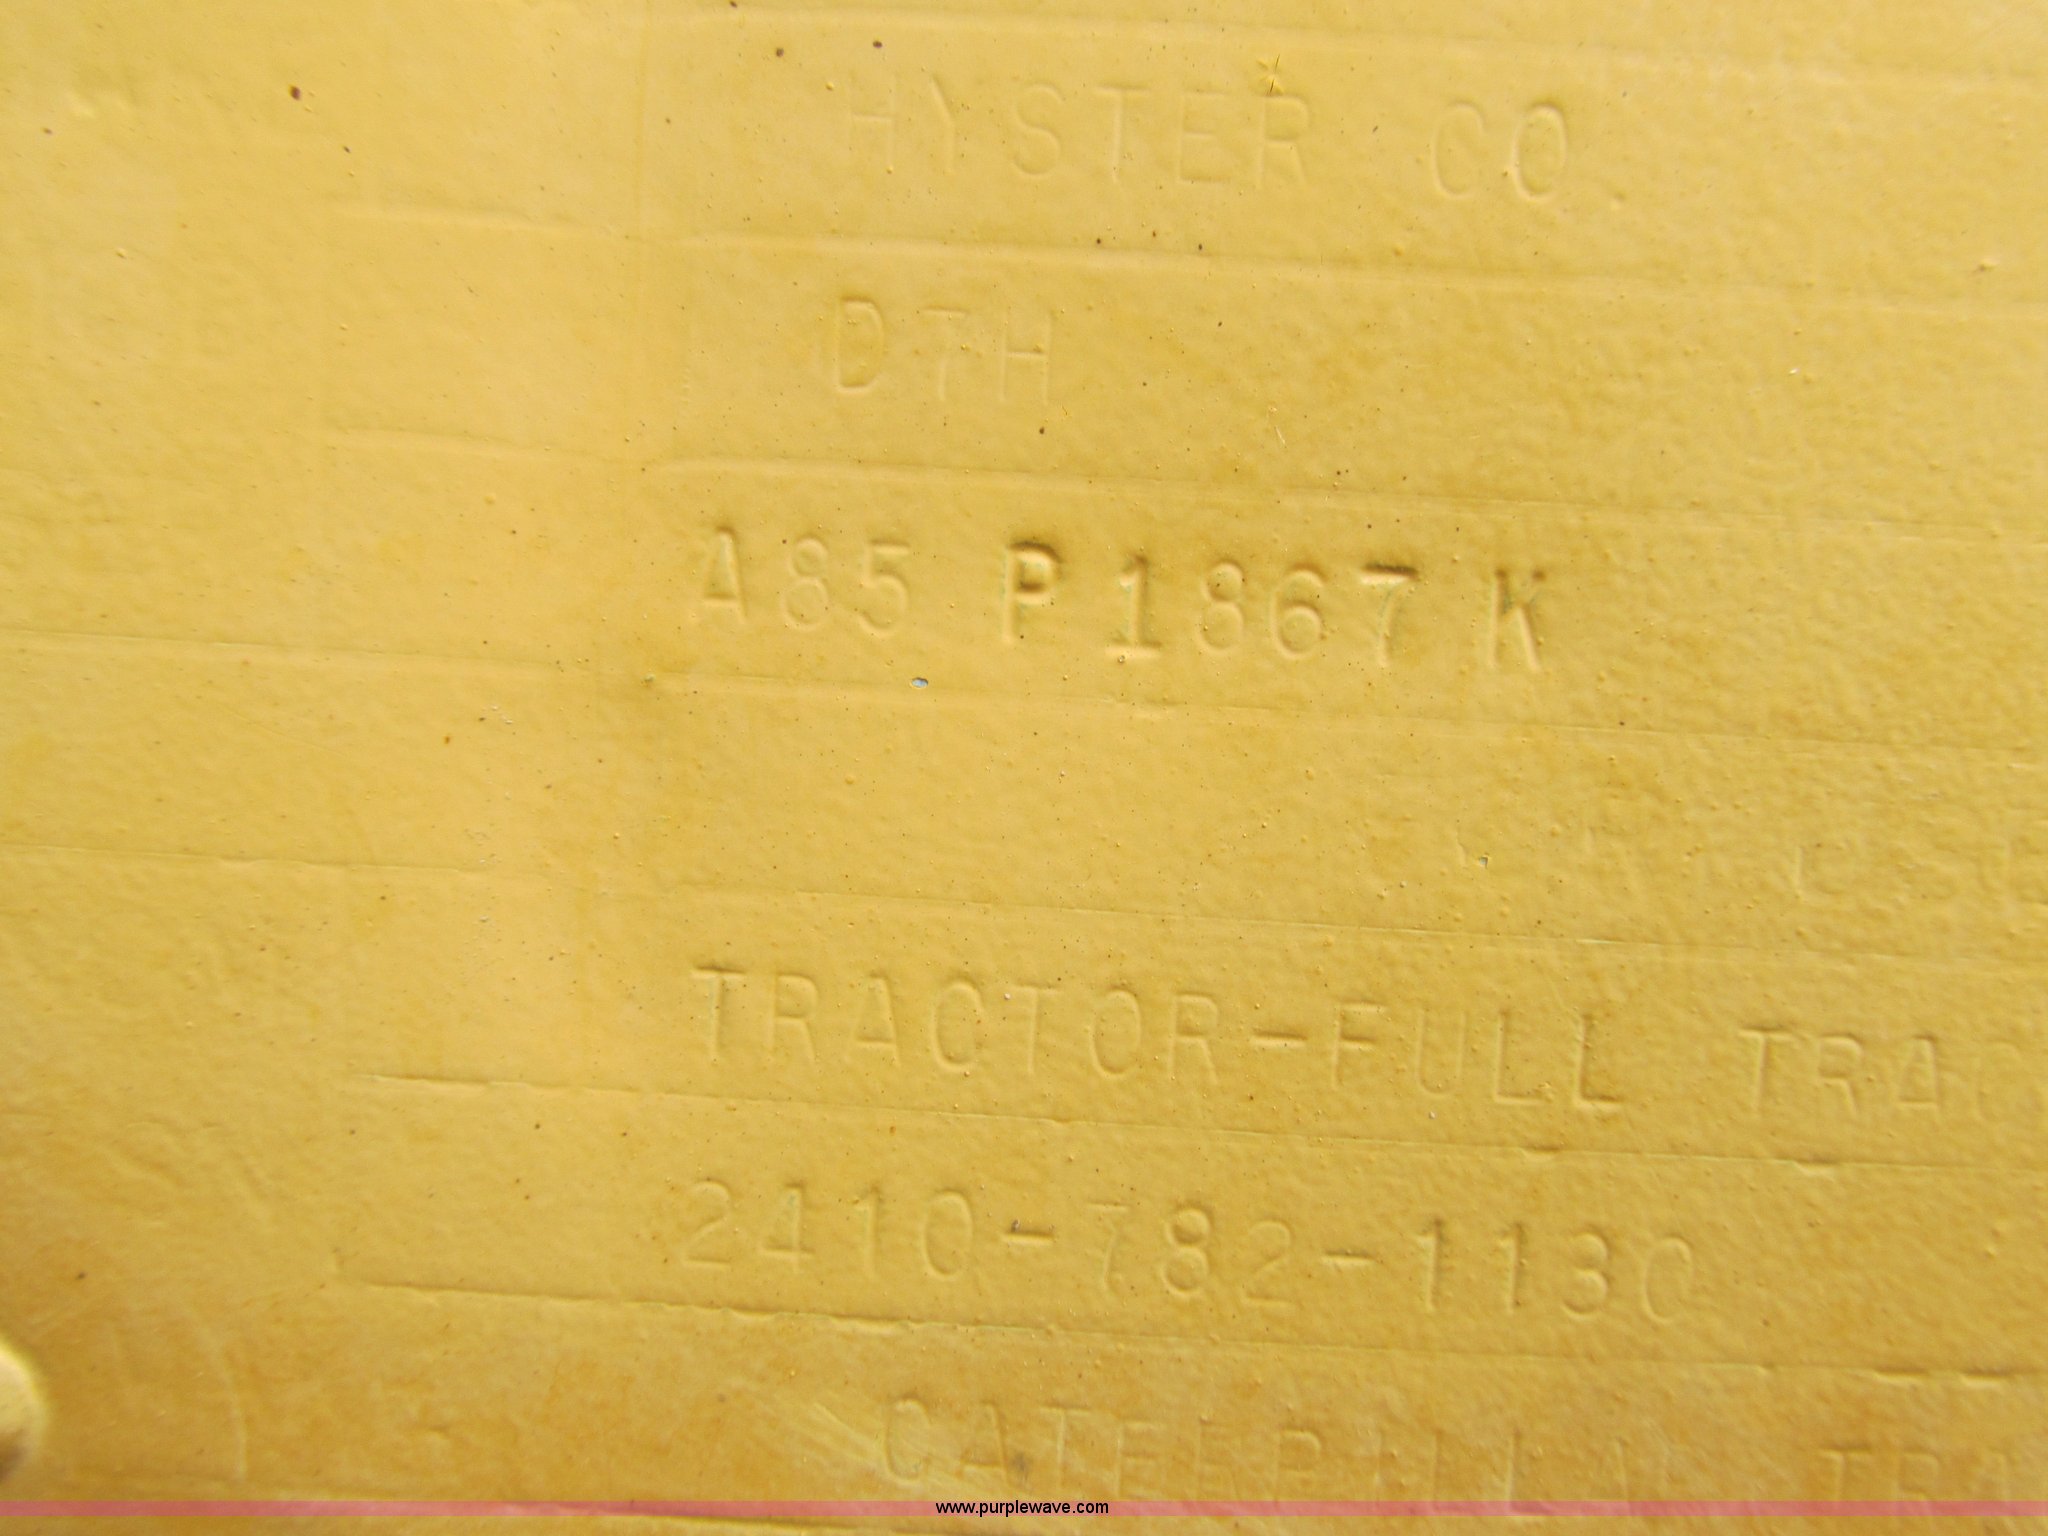 HYSTER CO.
D7H
A85 P1867 K
TRACTOR-FULL
2410-782-1130
www.purplewave.com